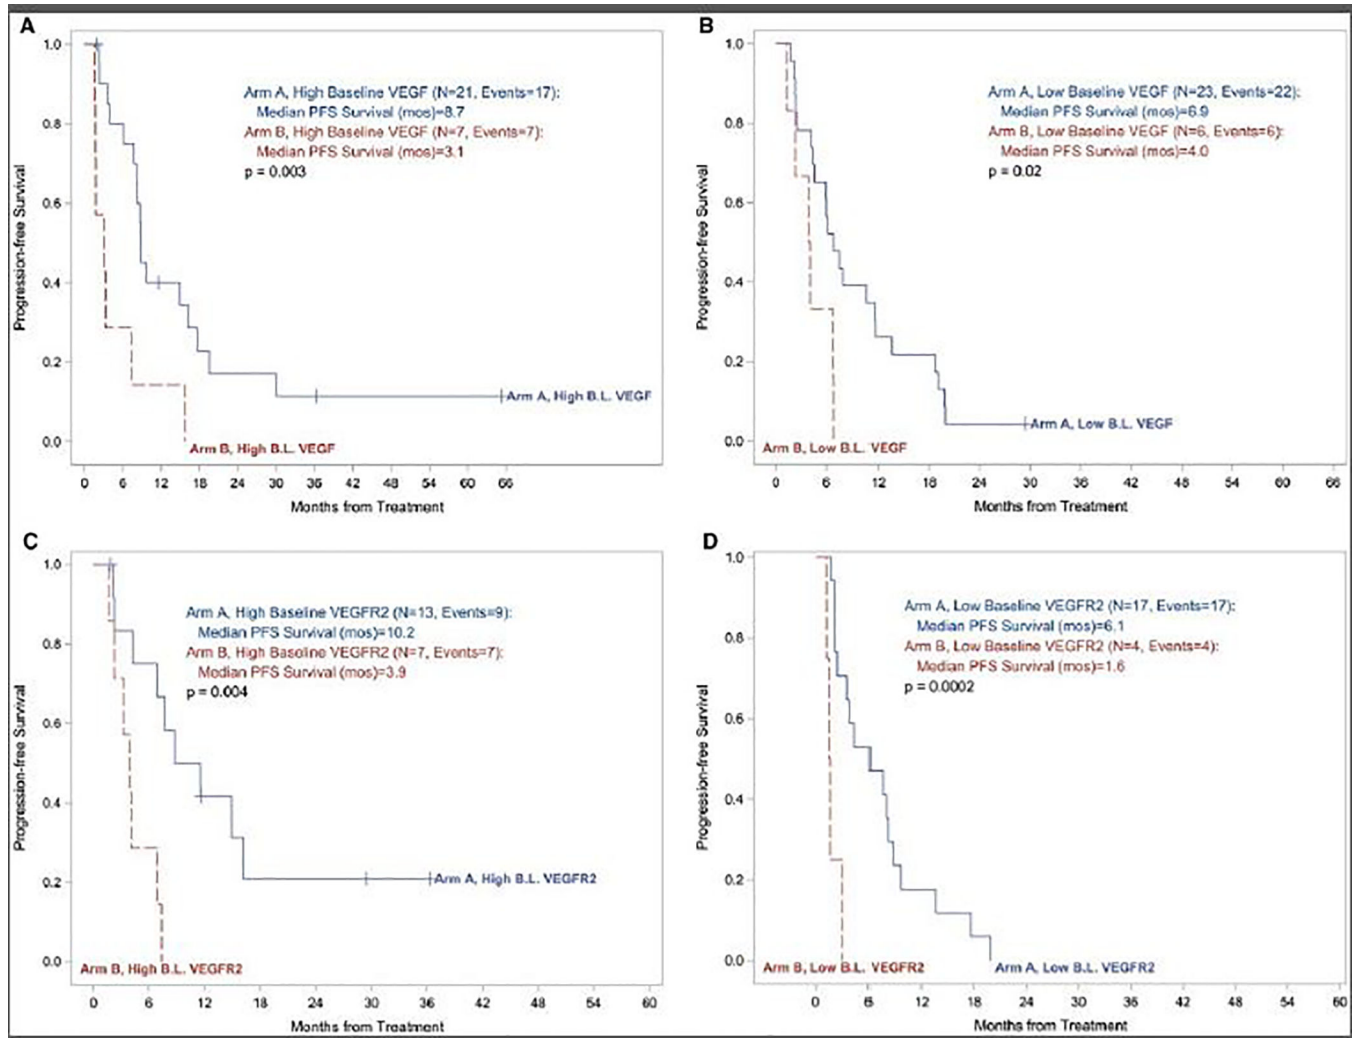 A
1.0
0.8
0.6
0.4
0.2
0.0
Progression-free Survival
Arm A, High Baseline VEGF (N=21, Events=17):
Median PFS Survival (mos)=8.7
Arm B, High Baseline VEGF (N=7, Events=7):
Median PFS Survival (mos)=3.1
p = 0.003
Arm A, High B.L. VEGF
Arm B, High B.L. VEGF
0 6 12 18 24 30 36 42 48 54 60 66
Months from Treatment
B
1.0
0.8
0.6
0.4
0.2
0.0
Progression-free Survival
Arm A, Low Baseline VEGF (N=23, Events=22):
Median PFS Survival (mos)=6.9
Arm B, Low Baseline VEGF (N=6, Events=6):
Median PFS Survival (mos)=4.0
p = 0.02
Arm A, Low B.L. VEGF
Arm B, Low B.L. VEGF
0 6 12 18 24 30 36 42 48 54 60 66
Months from Treatment
C
1.0
0.8
0.6
0.4
0.2
0.0
Progression-free Survival
Arm A, High Baseline VEGFR2 (N=13, Events=9):
Median PFS Survival (mos)=10.2
Arm B, High Baseline VEGFR2 (N=7, Events=7):
Median PFS Survival (mos)=3.9
p = 0.004
Arm A, High B.L. VEGFR2
Arm B, High B.L. VEGFR2
0 6 12 18 24 30 36 42 48 54 60
Months from Treatment
D
1.0
0.8
0.6
0.4
0.2
0.0
Progression-free Survival
Arm A, Low Baseline VEGFR2 (N=17, Events=17):
Median PFS Survival (mos)=6.1
Arm B, Low Baseline VEGFR2 (N=4, Events=4):
Median PFS Survival (mos)=1.6
p = 0.0002
Arm B, Low B.L. VEGFR2
Arm A, Low B.L. VEGFR2
0 6 12 18 24 30 36 42 48 54 60
Months from Treatment